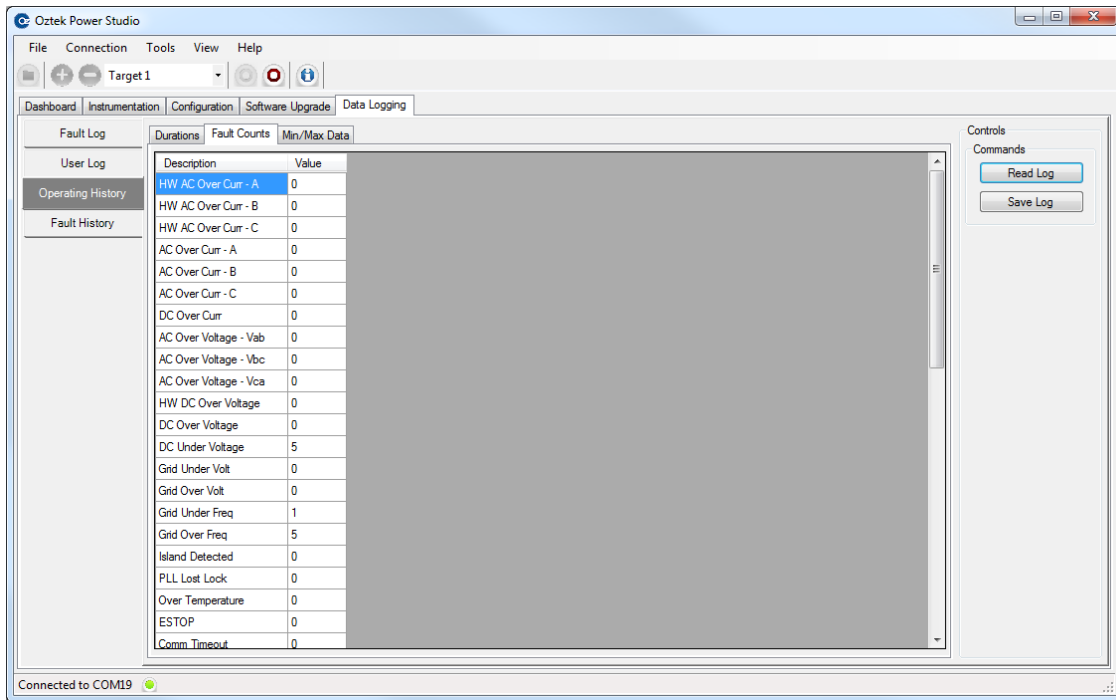 Oztek Power Studio
File Connection Tools View Help
Target 1
Dashboard Instrumentation Configuration Software Upgrade Data Logging
Fault Log
User Log
Operating History
Fault History
Durations Fault Counts Min/Max Data
Description Value
HW AC Over Curr - A 0
HW AC Over Curr - B 0
HW AC Over Curr - C 0
AC Over Curr - A 0
AC Over Curr - B 0
AC Over Curr - C 0
DC Over Curr 0
AC Over Voltage - Vab 0
AC Over Voltage - Vbc 0
AC Over Voltage - Vca 0
HW DC Over Voltage 0
DC Over Voltage 0
DC Under Voltage 5
Grid Under Volt 0
Grid Over Volt 0
Grid Under Freq 1
Grid Over Freq 5
Island Detected 0
PLL Lost Lock 0
Over Temperature 0
ESTOP 0
Comm Timeout 0
Controls
Commands
Read Log
Save Log
Connected to COM19